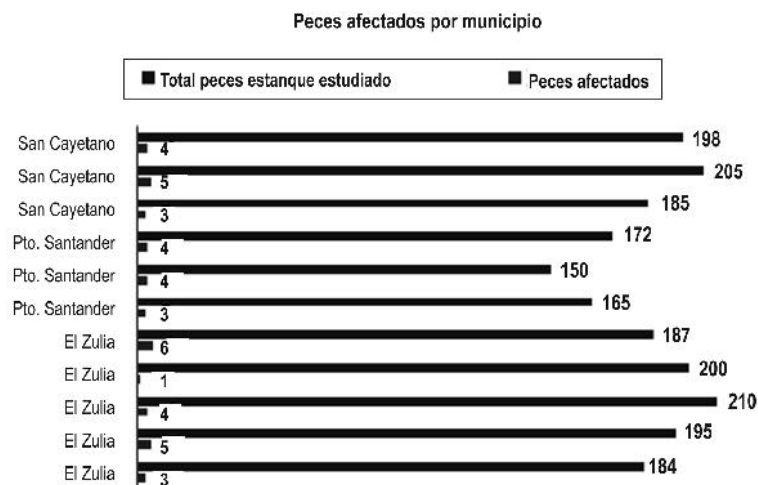 Peces afectados por municipio
Total peces estanque estudiado Peces afectados
San Cayetano 198
4
San Cayetano 205
5
San Cayetano 185
3
Pto. Santander 172
4
Pto. Santander 150
4
Pto. Santander 165
3
El Zulia 187
6
El Zulia 200
1
El Zulia 210
4
El Zulia 195
5
El Zulia 184
3